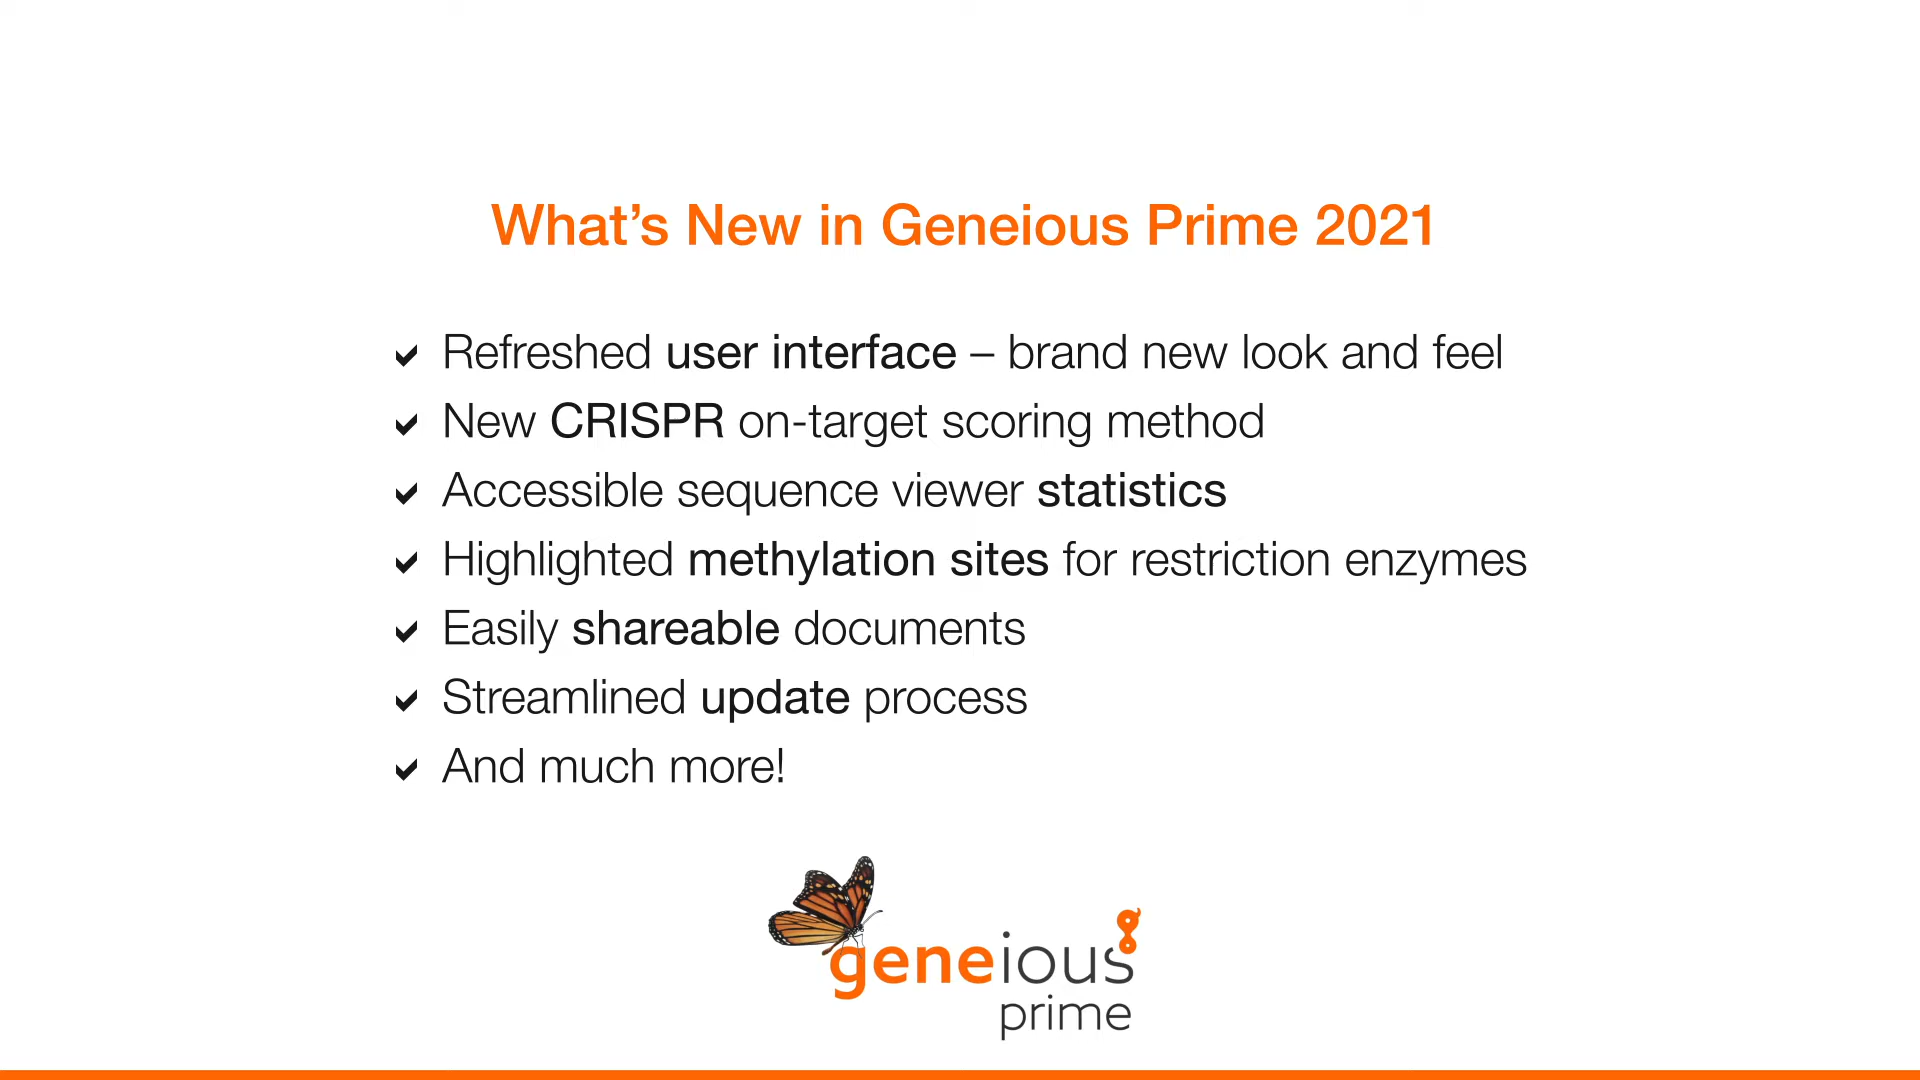 What’s New in Geneious Prime 2021
Refreshed user interface – brand new look and feel
New CRISPR on-target scoring method
Accessible sequence viewer statistics
Highlighted methylation sites for restriction enzymes
Easily shareable documents
Streamlined update process
And much more!
geneious
prime